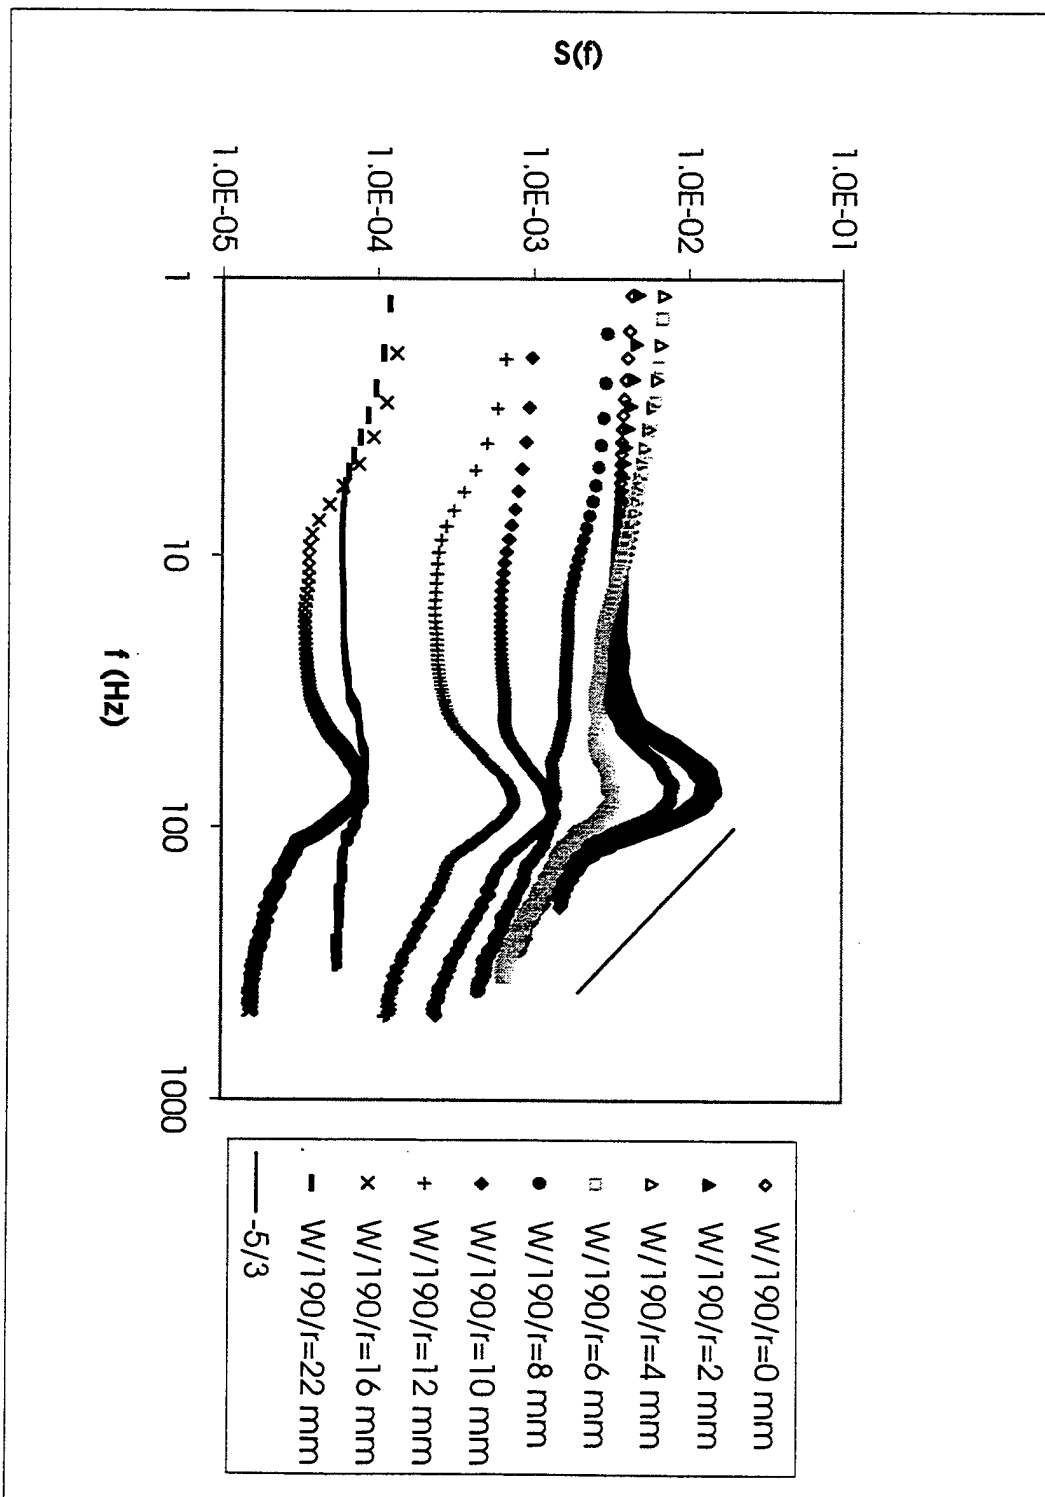 S(f)
1.0E-01
1.0E-02
1.0E-03
1.0E-04
1.0E-05
1
10
100
1000
f (Hz)
W/190/r=0 mm
W/190/r=2 mm
W/190/r=4 mm
W/190/r=6 mm
W/190/r=8 mm
W/190/r=10 mm
W/190/r=12 mm
W/190/r=16 mm
W/190/r=22 mm
-5/3